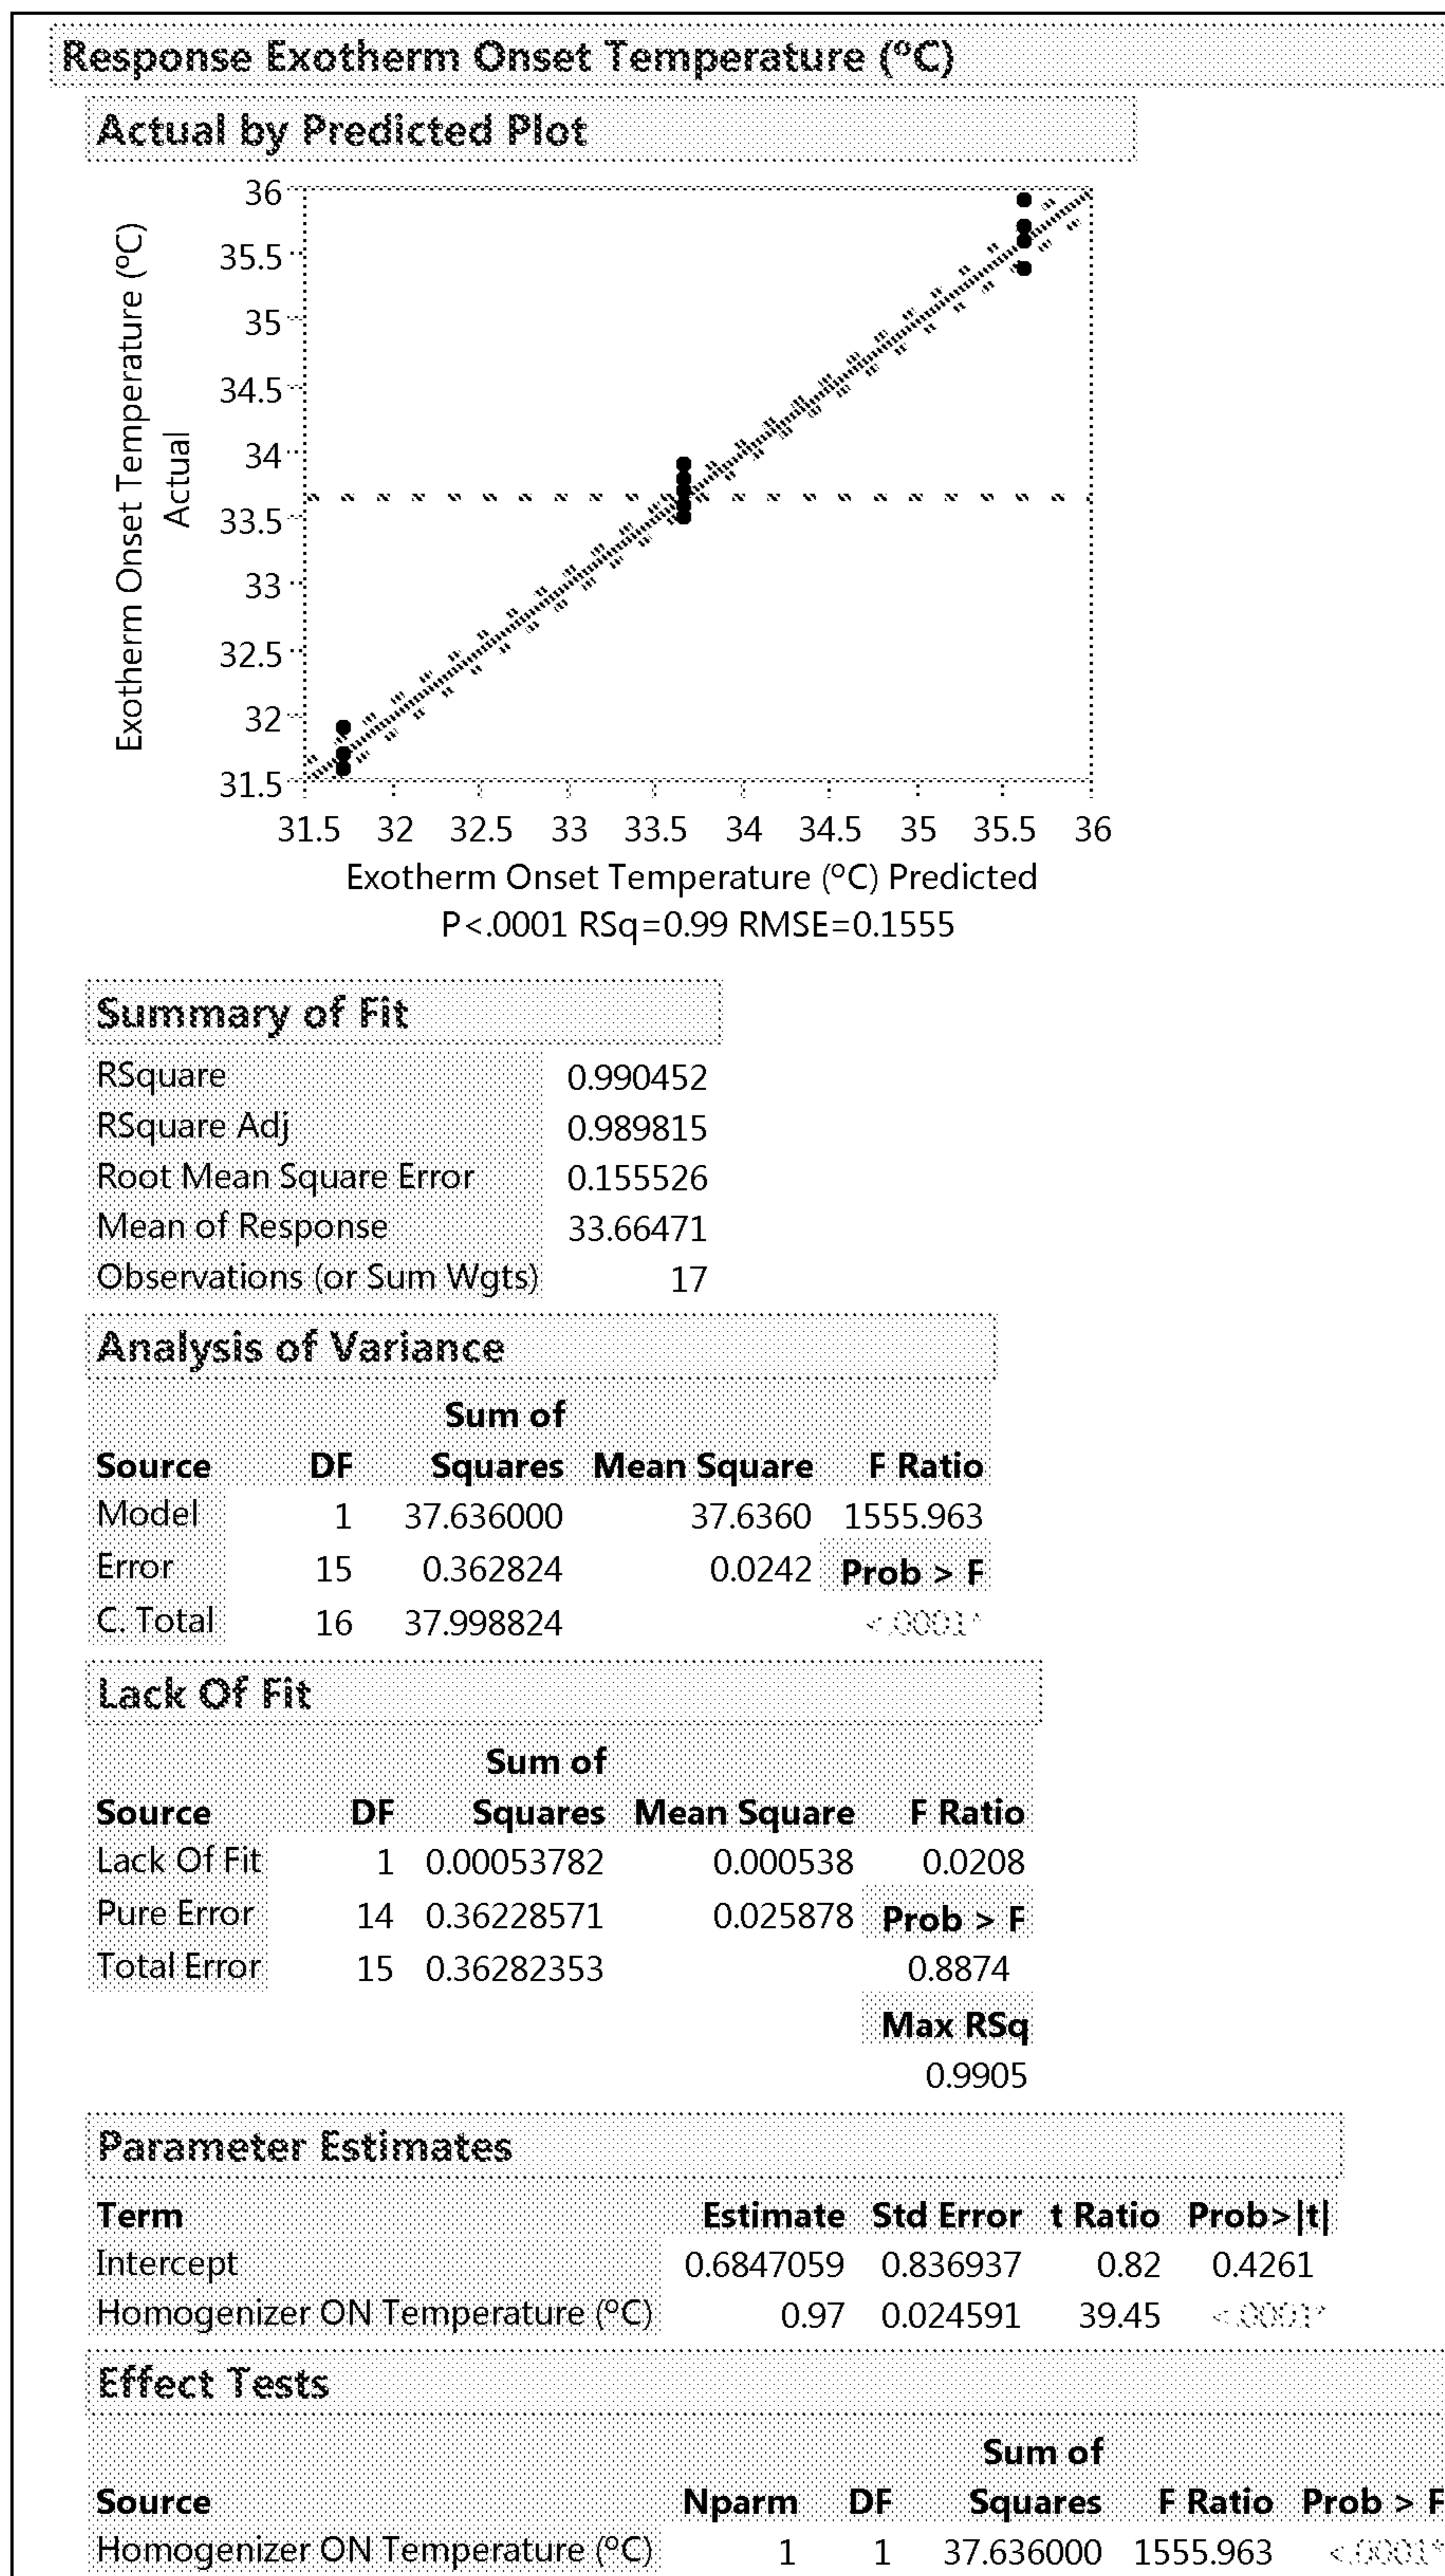 Response Exotherm Onset Temperature (ºC)
Actual by Predicted Plot
Exotherm Onset Temperature (ºC)
Actual
36
35.5
35
34.5
34
33.5
33
32.5
32
31.5
31.5 32 32.5 33 33.5 34 34.5 35 35.5 36
Exotherm Onset Temperature (ºC) Predicted
P<.0001 RSq=0.99 RMSE=0.1555
Summary of Fit
RSquare 0.990452
RSquare Adj 0.989815
Root Mean Square Error 0.155526
Mean of Response 33.66471
Observations (or Sum Wgts) 17
Analysis of Variance
Sum of
Source DF Squares Mean Square F Ratio
Model 1 37.636000 37.6360 1555.963
Error 15 0.362824 0.0242 Prob > F
C. Total 16 37.998824 <.0001*
Lack Of Fit
Sum of
Source DF Squares Mean Square F Ratio
Lack Of Fit 1 0.00053782 0.000538 0.0208
Pure Error 14 0.36228571 0.025878 Prob > F
Total Error 15 0.36282353 0.8874
Max RSq
0.9905
Parameter Estimates
Term Estimate Std Error t Ratio Prob>|t|
Intercept 0.6847059 0.836937 0.82 0.4261
Homogenizer ON Temperature (ºC) 0.97 0.024591 39.45 <.0001*
Effect Tests
Sum of
Source Nparm DF Squares F Ratio Prob > F
Homogenizer ON Temperature (ºC) 1 1 37.636000 1555.963 <.0001*